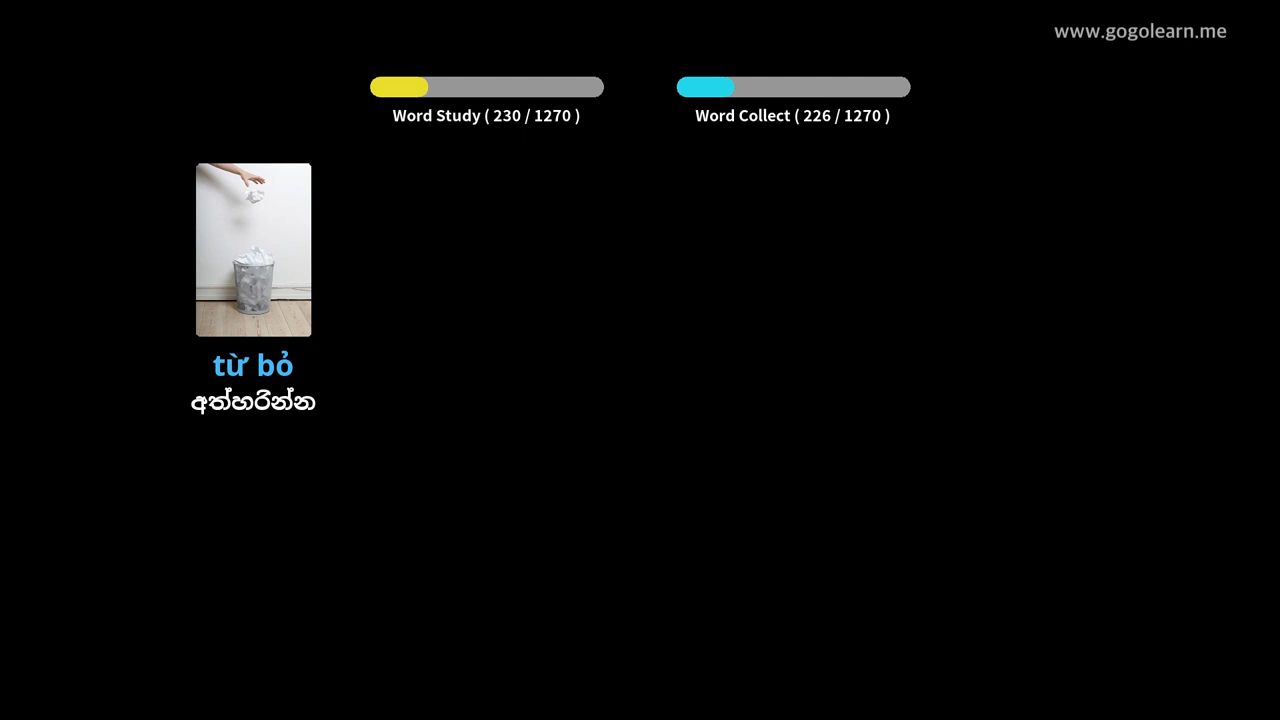 www.gogolearn.me
Word Study ( 230 / 1270 )
Word Collect ( 226 / 1270 )
từ bỏ
අත්හරින්න